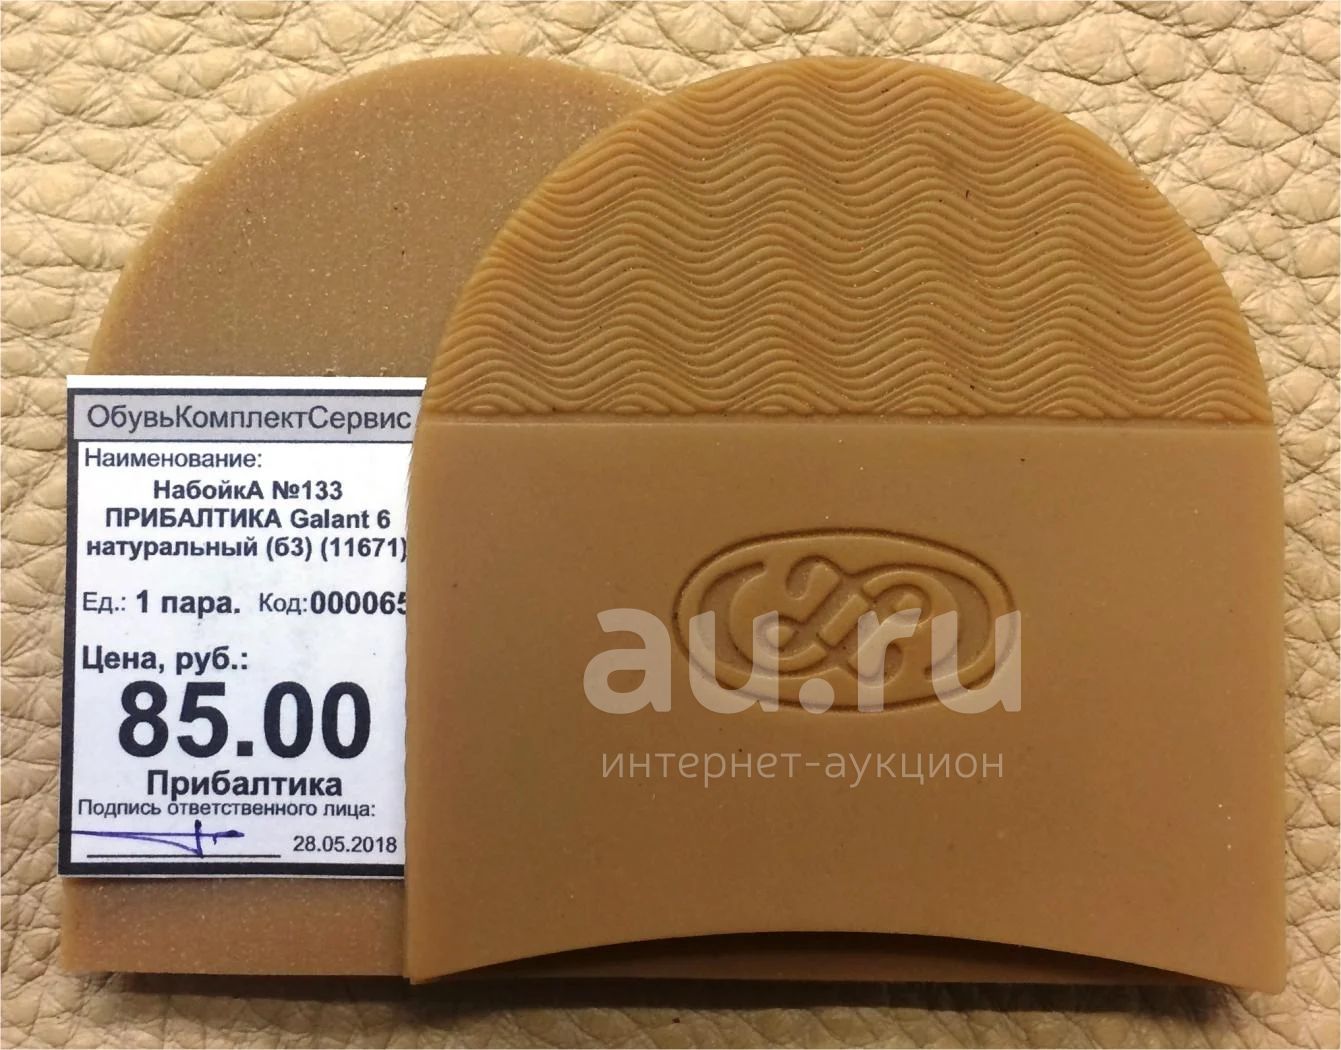 ОбувьКомплектСервис
Наименование:
НабойкА №133
ПРИБАЛТИКА Galant 6
натуральный (б3) (11671)
Ед.: 1 пара. Код:000065
Цена, руб.:
85.00
Прибалтика
Подпись ответственного лица:
28.05.2018
au.ru
интернет-аукцион